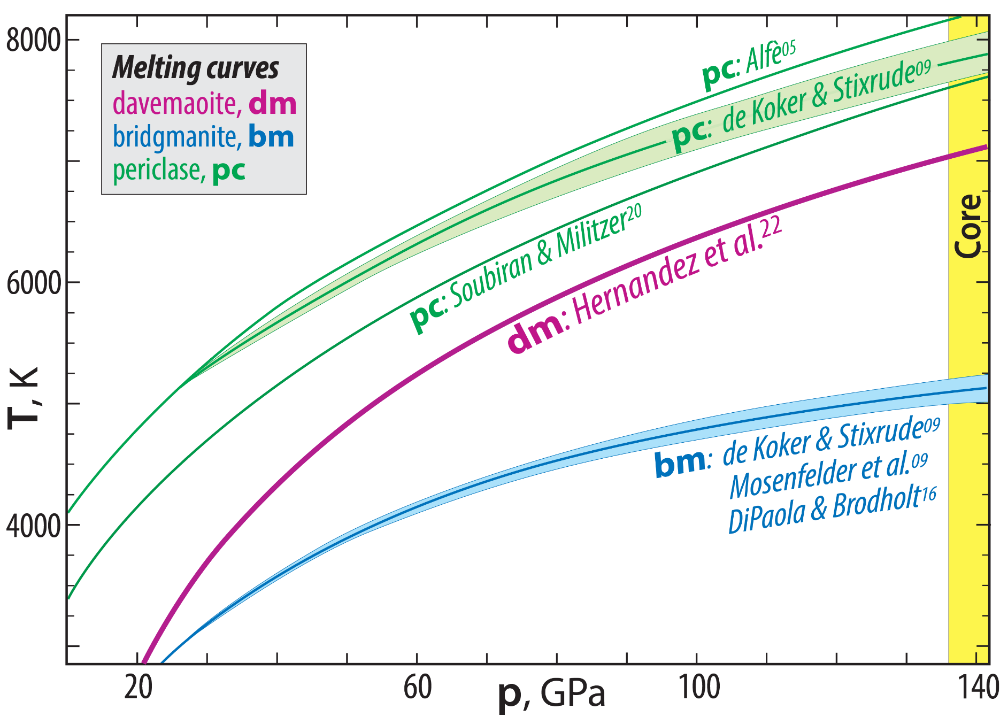 Melting curves
davemaoite, dm
bridgmanite, bm
periclase, pc
pc: Alfè05
pc: de Koker & Stixrude09
pc: Soubiran & Militzer20
dm: Hernandez et al.22
bm: de Koker & Stixrude09
Mosenfelder et al.09
DiPaola & Brodholt16
Core
8000
6000
4000
T, K
20
60
100
140
p, GPa